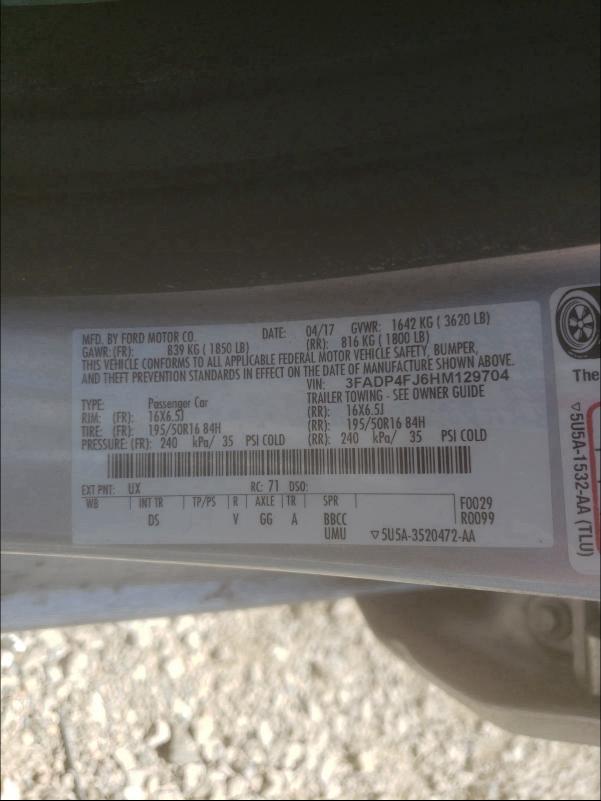 MFD. BY FORD MOTOR CO. DATE: 04/17 GVWR: 1642 KG ( 3620 LB)
GAWR: (FR): 839 KG ( 1850 LB) (RR): 816 KG ( 1800 LB)
THIS VEHICLE CONFORMS TO ALL APPLICABLE FEDERAL MOTOR VEHICLE SAFETY, BUMPER,
AND THEFT PREVENTION STANDARDS IN EFFECT ON THE DATE OF MANUFACTURE SHOWN ABOVE.
VIN: 3FADP4FJ6HM129704
TYPE: Passenger Car TRAILER TOWING - SEE OWNER GUIDE
RIM: (FR): 16X6.5J (RR): 16X6.5J
TIRE: (FR): 195/50R16 84H (RR): 195/50R16 84H
PRESSURE: (FR): 240 kPa/ 35 PSI COLD (RR): 240 kPa/ 35 PSI COLD
EXT PNT: UX RC: 71 DSO:
WB INT TR TP/PS R AXLE TR SPR F0029
DS V GG A BBCC R0099
UMU ▽5U5A-3520472-AA
The
▽5U5A-1532-AA (TLU)